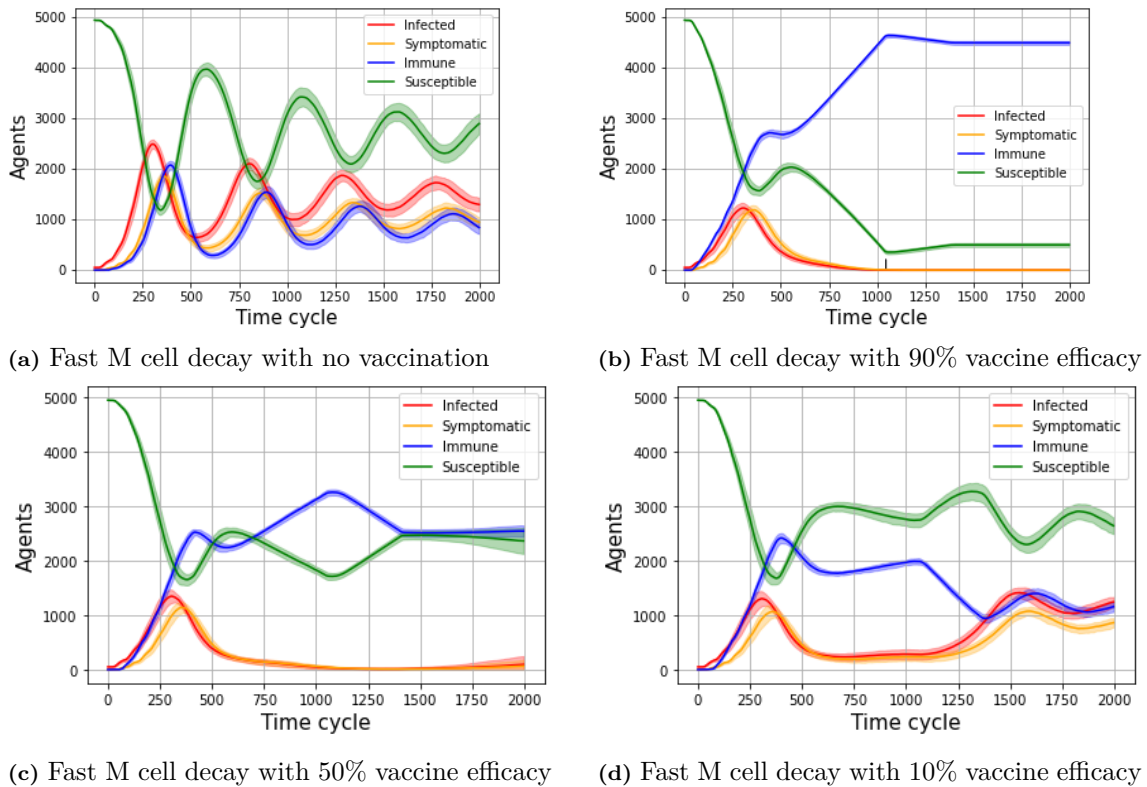 5000
4000
3000
2000
1000
0
Agents
Infected
Symptomatic
Immune
Susceptible
0 250 500 750 1000 1250 1500 1750 2000
Time cycle
(a) Fast M cell decay with no vaccination
5000
4000
3000
2000
1000
0
Agents
Infected
Symptomatic
Immune
Susceptible
0 250 500 750 1000 1250 1500 1750 2000
Time cycle
(b) Fast M cell decay with 90% vaccine efficacy
5000
4000
3000
2000
1000
0
Agents
Infected
Symptomatic
Immune
Susceptible
0 250 500 750 1000 1250 1500 1750 2000
Time cycle
(c) Fast M cell decay with 50% vaccine efficacy
5000
4000
3000
2000
1000
0
Agents
Infected
Symptomatic
Immune
Susceptible
0 250 500 750 1000 1250 1500 1750 2000
Time cycle
(d) Fast M cell decay with 10% vaccine efficacy